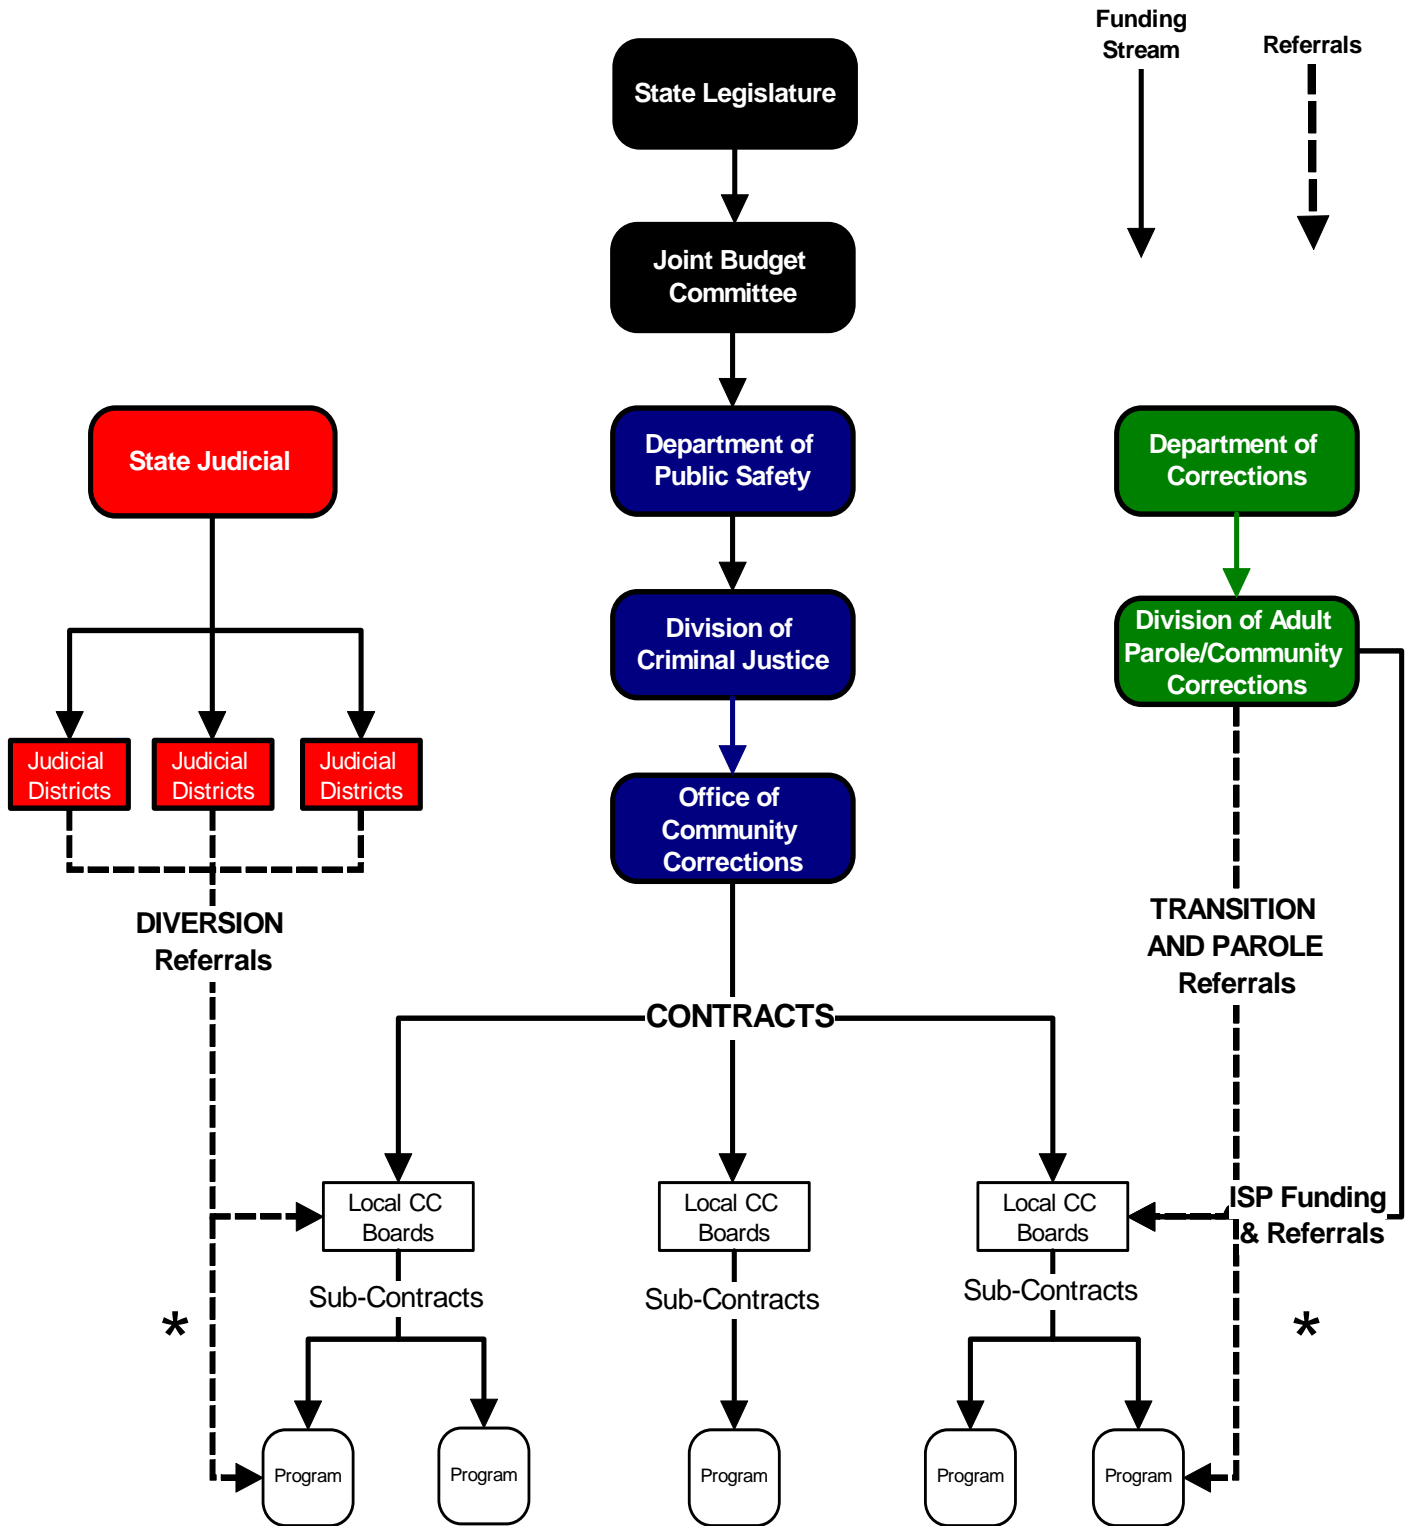 Funding
Stream
Referrals
State Legislature
Joint Budget
Committee
State Judicial
Department of
Public Safety
Department of
Corrections
Division of
Criminal Justice
Division of Adult
Parole/Community
Corrections
Judicial
Districts
Judicial
Districts
Judicial
Districts
Office of
Community
Corrections
DIVERSION
Referrals
TRANSITION
AND PAROLE
Referrals
CONTRACTS
Local CC
Boards
Local CC
Boards
Local CC
Boards
ISP Funding
& Referrals
Sub-Contracts
Sub-Contracts
Sub-Contracts
*
*
Program
Program
Program
Program
Program